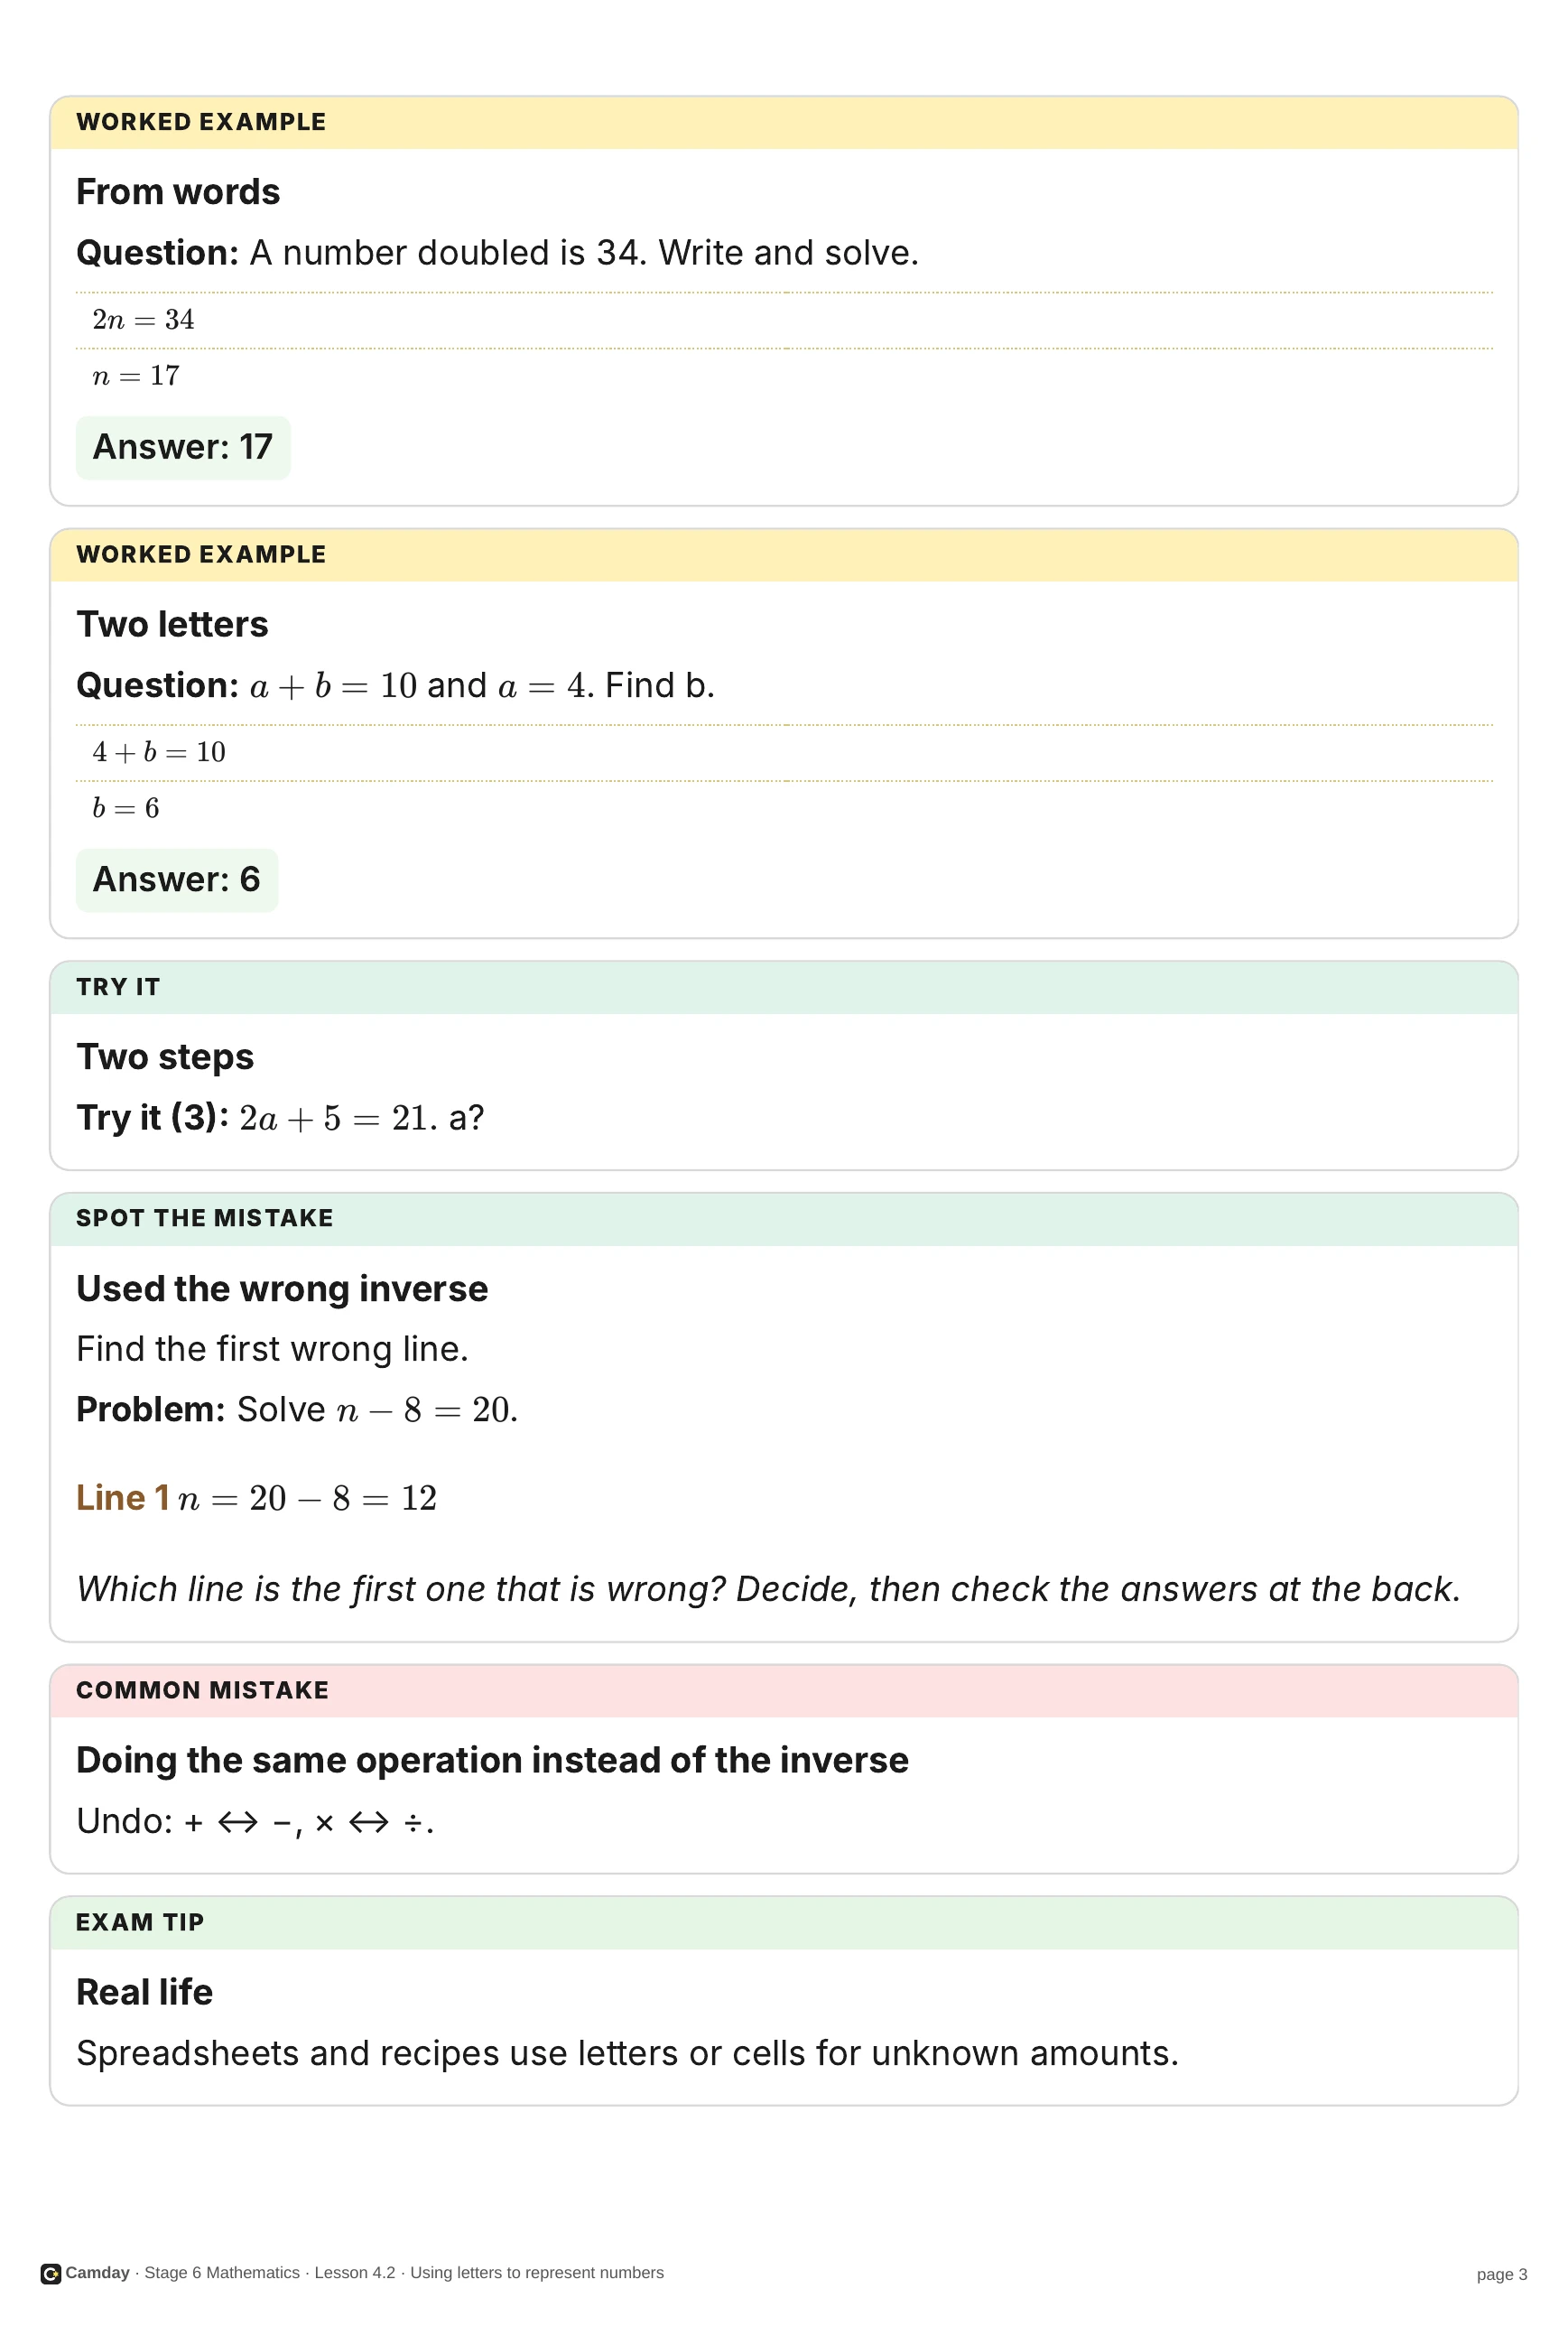 WORKED EXAMPLE
From words
Question: A number doubled is 34. Write and solve.
2n = 34
n = 17
Answer: 17
WORKED EXAMPLE
Two letters
Question: a + b = 10 and a = 4. Find b.
4 + b = 10
b = 6
Answer: 6
TRY IT
Two steps
Try it (3): 2a + 5 = 21. a?
SPOT THE MISTAKE
Used the wrong inverse
Find the first wrong line.
Problem: Solve n − 8 = 20.
Line 1 n = 20 − 8 = 12
Which line is the first one that is wrong? Decide, then check the answers at the back.
COMMON MISTAKE
Doing the same operation instead of the inverse
Undo: + ↔ −, × ↔ ÷.
EXAM TIP
Real life
Spreadsheets and recipes use letters or cells for unknown amounts.
Camday · Stage 6 Mathematics · Lesson 4.2 · Using letters to represent numbers
page 3